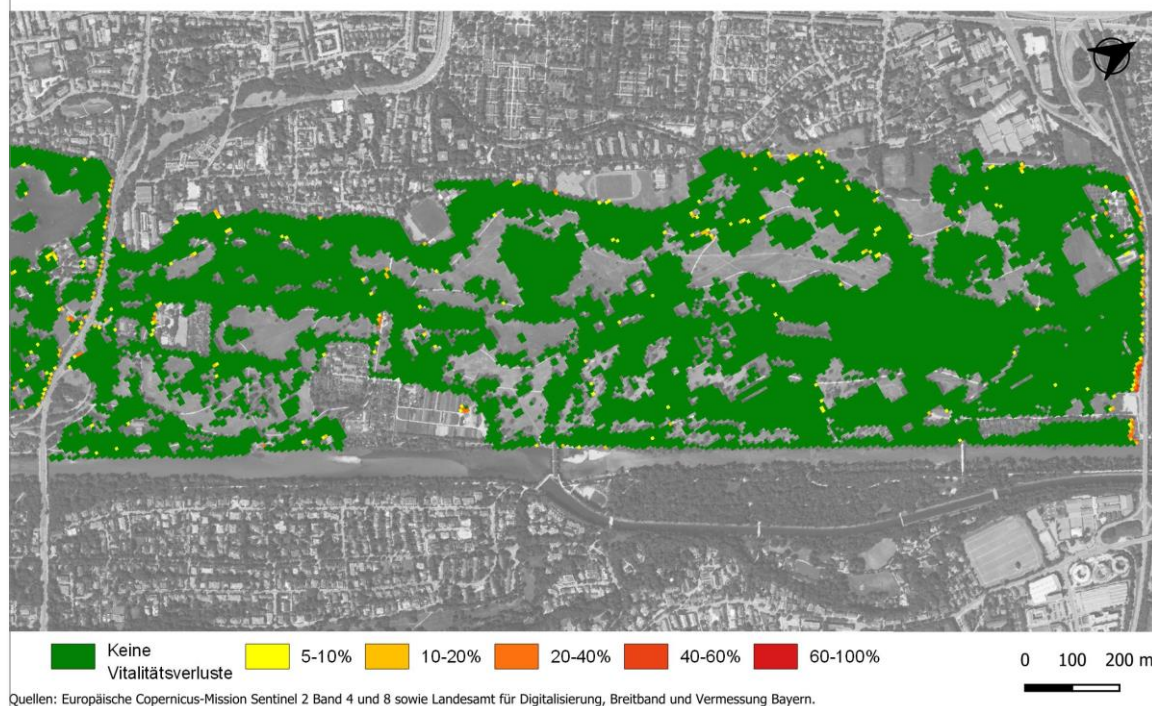 Keine
Vitalitätsverluste
5-10%
10-20%
20-40%
40-60%
60-100%
0 100 200 m
Quellen: Europäische Copernicus-Mission Sentinel 2 Band 4 und 8 sowie Landesamt für Digitalisierung, Breitband und Vermessung Bayern.